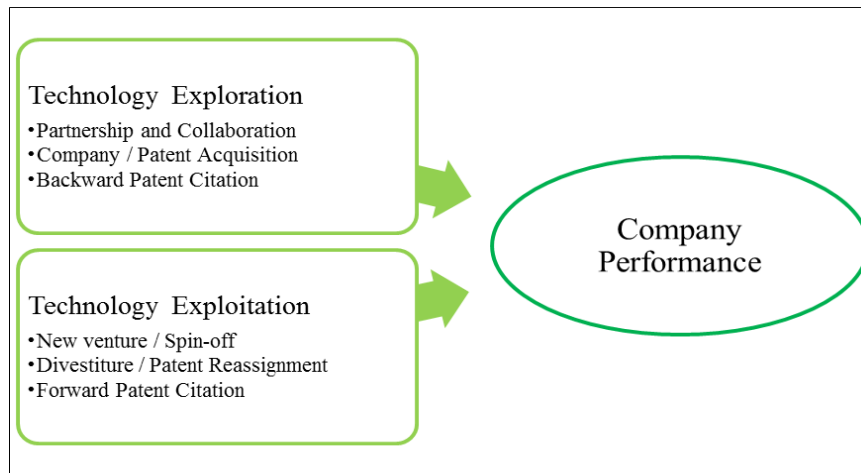 Technology Exploration
•Partnership and Collaboration
•Company / Patent Acquisition
•Backward Patent Citation
Technology Exploitation
•New venture / Spin-off
•Divestiture / Patent Reassignment
•Forward Patent Citation
Company
Performance